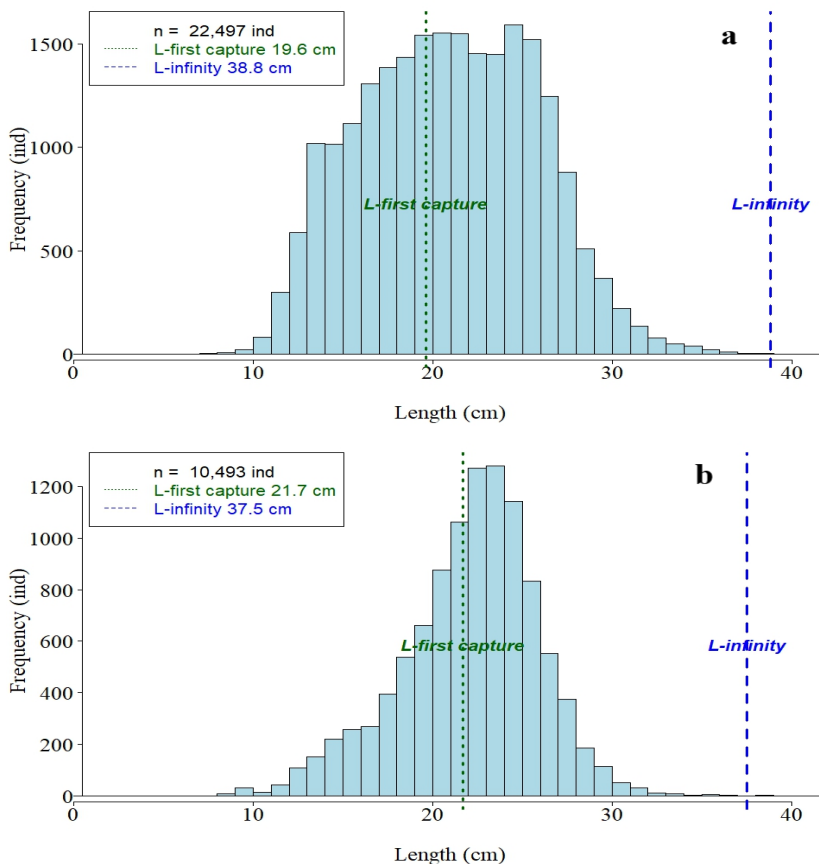 n = 22,497 ind
L-first capture 19.6 cm
L-infinity 38.8 cm
a
1500
1000
500
0
Frequency (ind)
L-first capture
L-infinity
0 10 20 30 40
Length (cm)
n = 10,493 ind
L-first capture 21.7 cm
L-infinity 37.5 cm
b
1200
1000
800
600
400
200
0
Frequency (ind)
L-first capture
L-infinity
0 10 20 30 40
Length (cm)